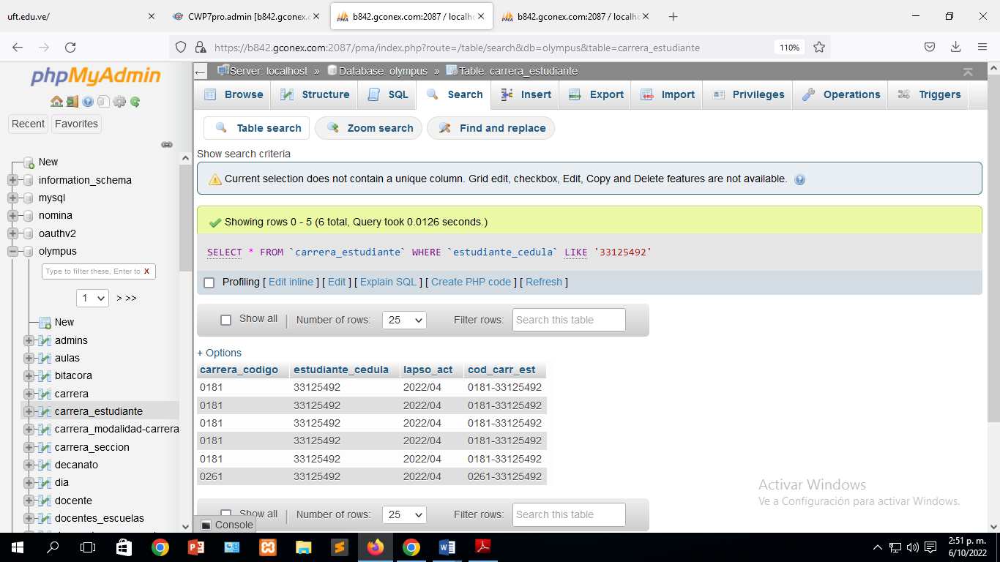 uft.edu.ve/
CWP7pro.admin [b842.gconex.c
b842.gconex.com:2087 / localho
b842.gconex.com:2087 / localho
https://b842.gconex.com:2087/pma/index.php?route=/table/search&db=olympus&table=carrera_estudiante
110%
phpMyAdmin
Recent
Favorites
New
information_schema
mysql
nomina
oauthv2
olympus
Type to filter these, Enter to X
1 > >>
New
admins
aulas
bitacora
carrera
carrera_estudiante
carrera_modalidad-carrera
carrera_seccion
decanato
dia
docente
docentes_escuelas
Server: localhost » Database: olympus » Table: carrera_estudiante
Browse Structure SQL Search Insert Export Import Privileges Operations Triggers
Table search Zoom search Find and replace
Show search criteria
Current selection does not contain a unique column. Grid edit, checkbox, Edit, Copy and Delete features are not available.
Showing rows 0 - 5 (6 total, Query took 0.0126 seconds.)
SELECT * FROM `carrera_estudiante` WHERE `estudiante_cedula` LIKE '33125492'
Profiling [ Edit inline ] [ Edit ] [ Explain SQL ] [ Create PHP code ] [ Refresh ]
Show all | Number of rows: 25 Filter rows: Search this table
+ Options
carrera_codigo estudiante_cedula lapso_act cod_carr_est
0181 33125492 2022/04 0181-33125492
0181 33125492 2022/04 0181-33125492
0181 33125492 2022/04 0181-33125492
0181 33125492 2022/04 0181-33125492
0181 33125492 2022/04 0181-33125492
0261 33125492 2022/04 0261-33125492
Show all | Number of rows: 25 Filter rows: Search this table
Console
Activar Windows
Ve a Configuración para activar Windows.
2:51 p. m.
6/10/2022